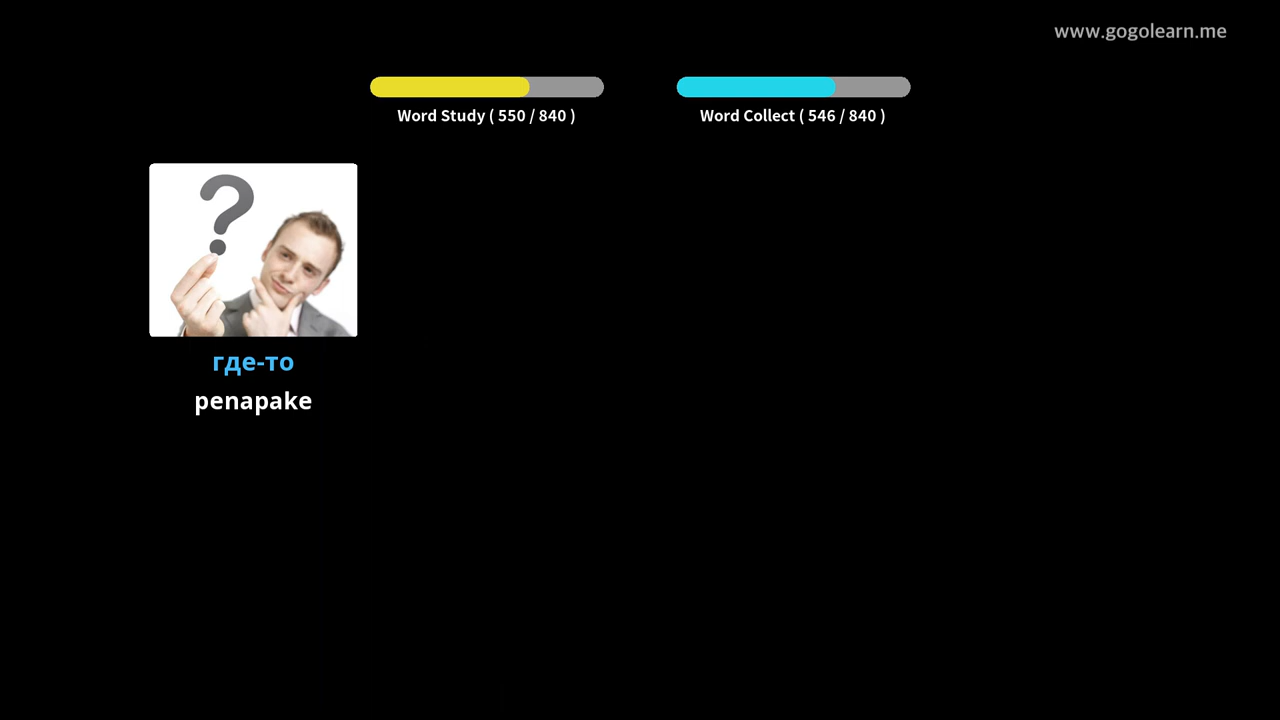 www.gogolearn.me
Word Study ( 550 / 840 )
Word Collect ( 546 / 840 )
?
где-то
penapake